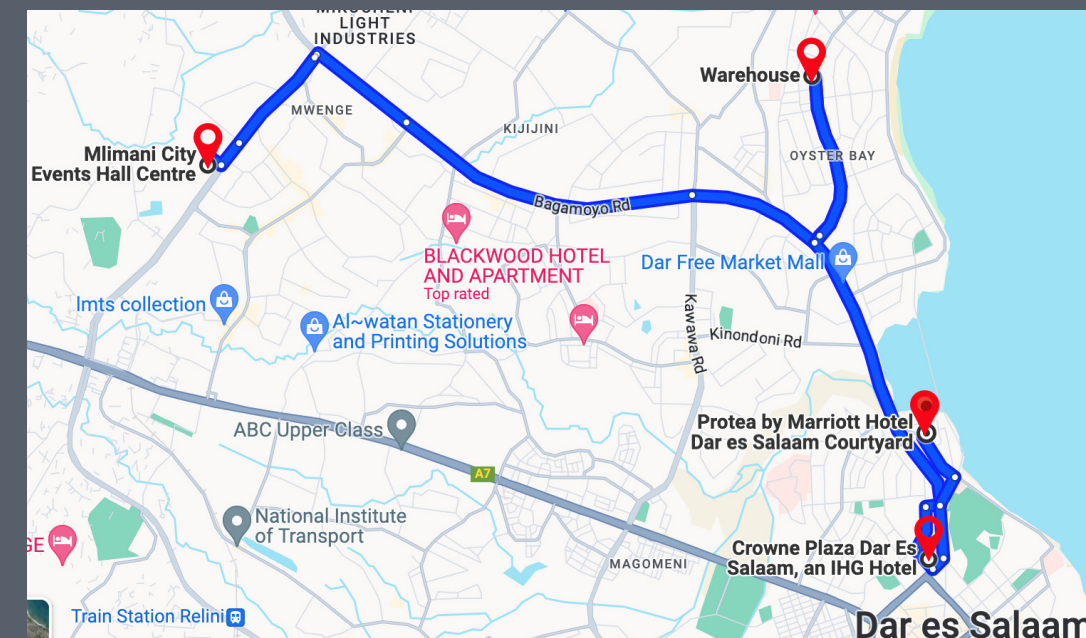 MIKOCHENI
LIGHT
INDUSTRIES
Warehouse
MWENGE
KIJIJINI
Mlimani City
Events Hall Centre
OYSTER BAY
Bagamoyo Rd
BLACKWOOD HOTEL
AND APARTMENT
Top rated
Dar Free Market Mall
lmts collection
Al~watan Stationery
and Printing Solutions
Kawawa Rd
Kinondoni Rd
Protea by Marriott Hotel
Dar es Salaam Courtyard
ABC Upper Class
A7
National Institute
of Transport
GE
Crowne Plaza Dar Es
Salaam, an IHG Hotel
MAGOMENI
Train Station Relini
Dar es Salaam